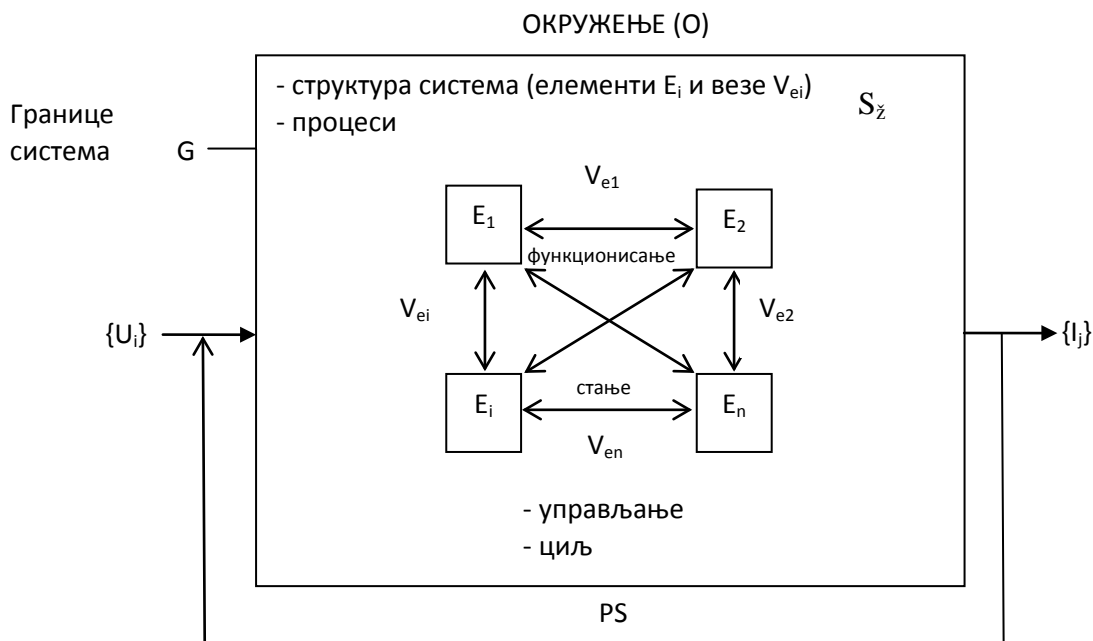 ОКРУЖЕЊЕ (О)
- структура система (елементи Eᵢ и везе Vₑᵢ)
Sž
- процеси
Границе
система
G
Ve1
E1
E2
функционисање
Vei
Ve2
{Ui}
{Ij}
Ei
стање
En
Ven
- управљање
- циљ
PS